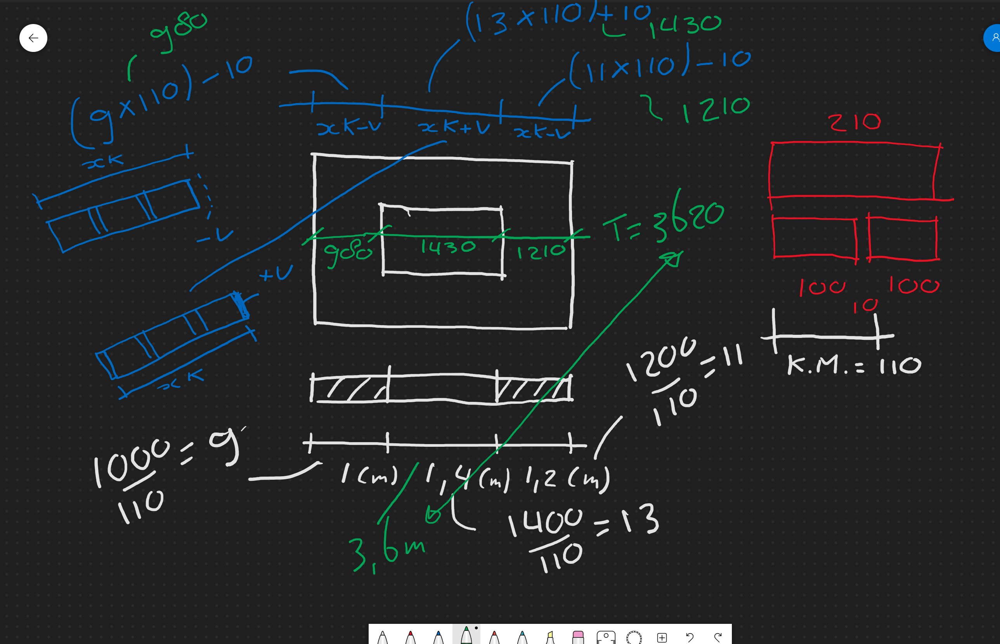 980
(9x110)-10
(13x110)+10
1430
(11x110)-10
1210
xK-V xK+V xK-V
210
xK
-V
980 1430 1210
T=3680
+V
xK
100 100
10
K.M.=110
1200/110=11
1000/110=9
1(m) 1,4(m) 1,2(m)
1400/110=13
3,6m